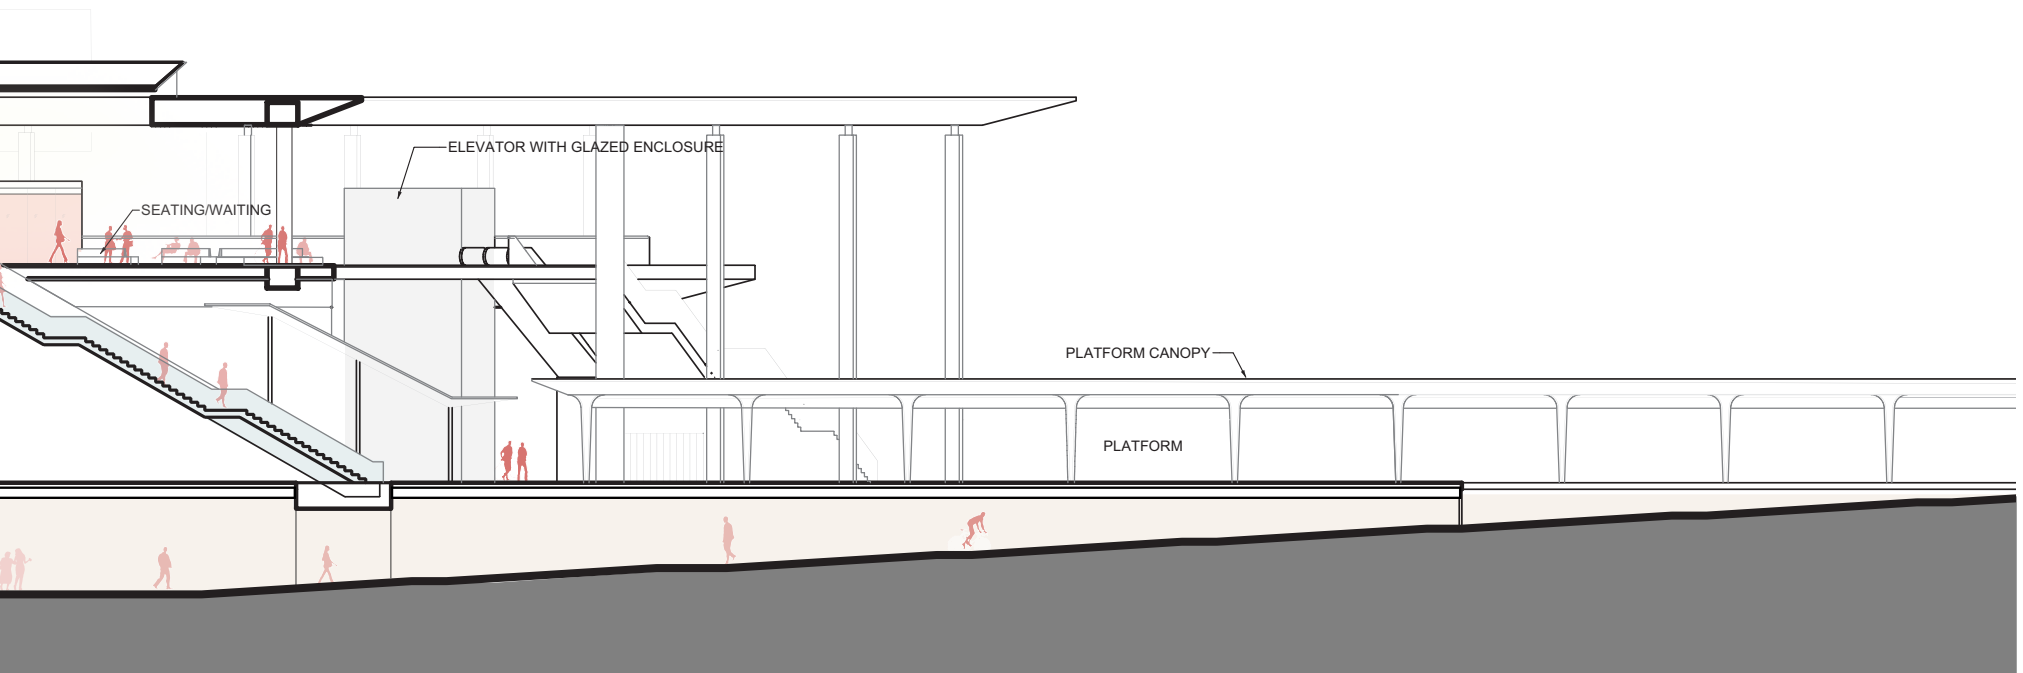 ELEVATOR WITH GLAZED ENCLOSURE
SEATING/WAITING
PLATFORM CANOPY
PLATFORM